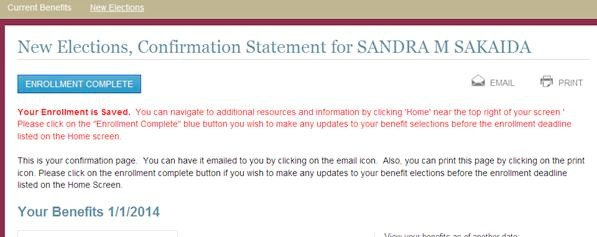 Current Benefits New Elections
New Elections, Confirmation Statement for SANDRA M SAKAIDA
ENROLLMENT COMPLETE EMAIL PRINT
Your Enrollment is Saved. You can navigate to additional resources and information by clicking 'Home' near the top right of your screen '
Please click on the "Enrollment Complete" blue button you wish to make any updates to your benefit selections before the enrollment deadline
listed on the Home screen.
This is your confirmation page. You can have it emailed to you by clicking on the email icon. Also, you can print this page by clicking on the print
icon. Please click on the enrollment complete button if you wish to make any updates to your benefit elections before the enrollment deadline
listed on the Home Screen.
Your Benefits 1/1/2014
View your benefits as of another date: